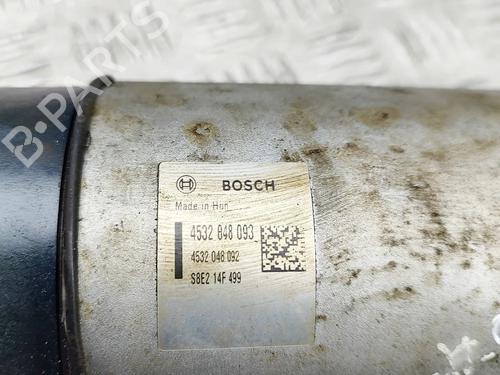 B-PARTS
BOSCH
Made in Hun
4532 848 093
4532 048 092
S8E2 14F 499